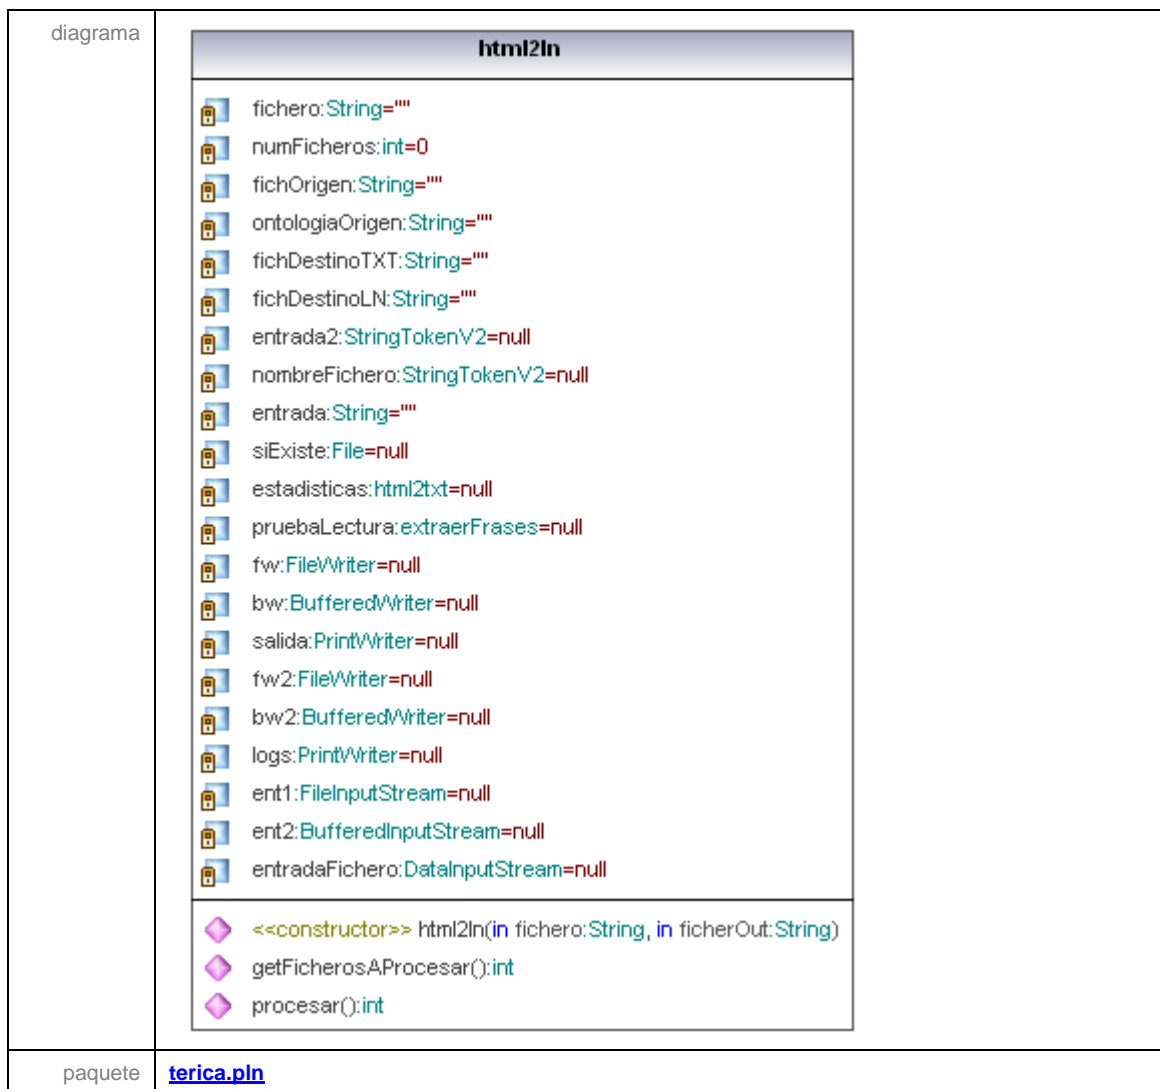 diagrama
html2ln
fichero:String=""
numFicheros:int=0
fichOrigen:String=""
ontologiaOrigen:String=""
fichDestinoTXT:String=""
fichDestinoLN:String=""
entrada2:StringTokenV2=null
nombreFichero:StringTokenV2=null
entrada:String=""
siExiste:File=null
estadisticas:html2txt=null
pruebaLectura:extraerFrases=null
fw:FileWriter=null
bw:BufferedWriter=null
salida:PrintWriter=null
fw2:FileWriter=null
bw2:BufferedWriter=null
logs:PrintWriter=null
ent1:FileInputStream=null
ent2:BufferedInputStream=null
entradaFichero:DataInputStream=null
<<constructor>> html2ln(in fichero:String, in ficherOut:String)
getFicherosAProcesar():int
procesar():int
paquete terica.pln